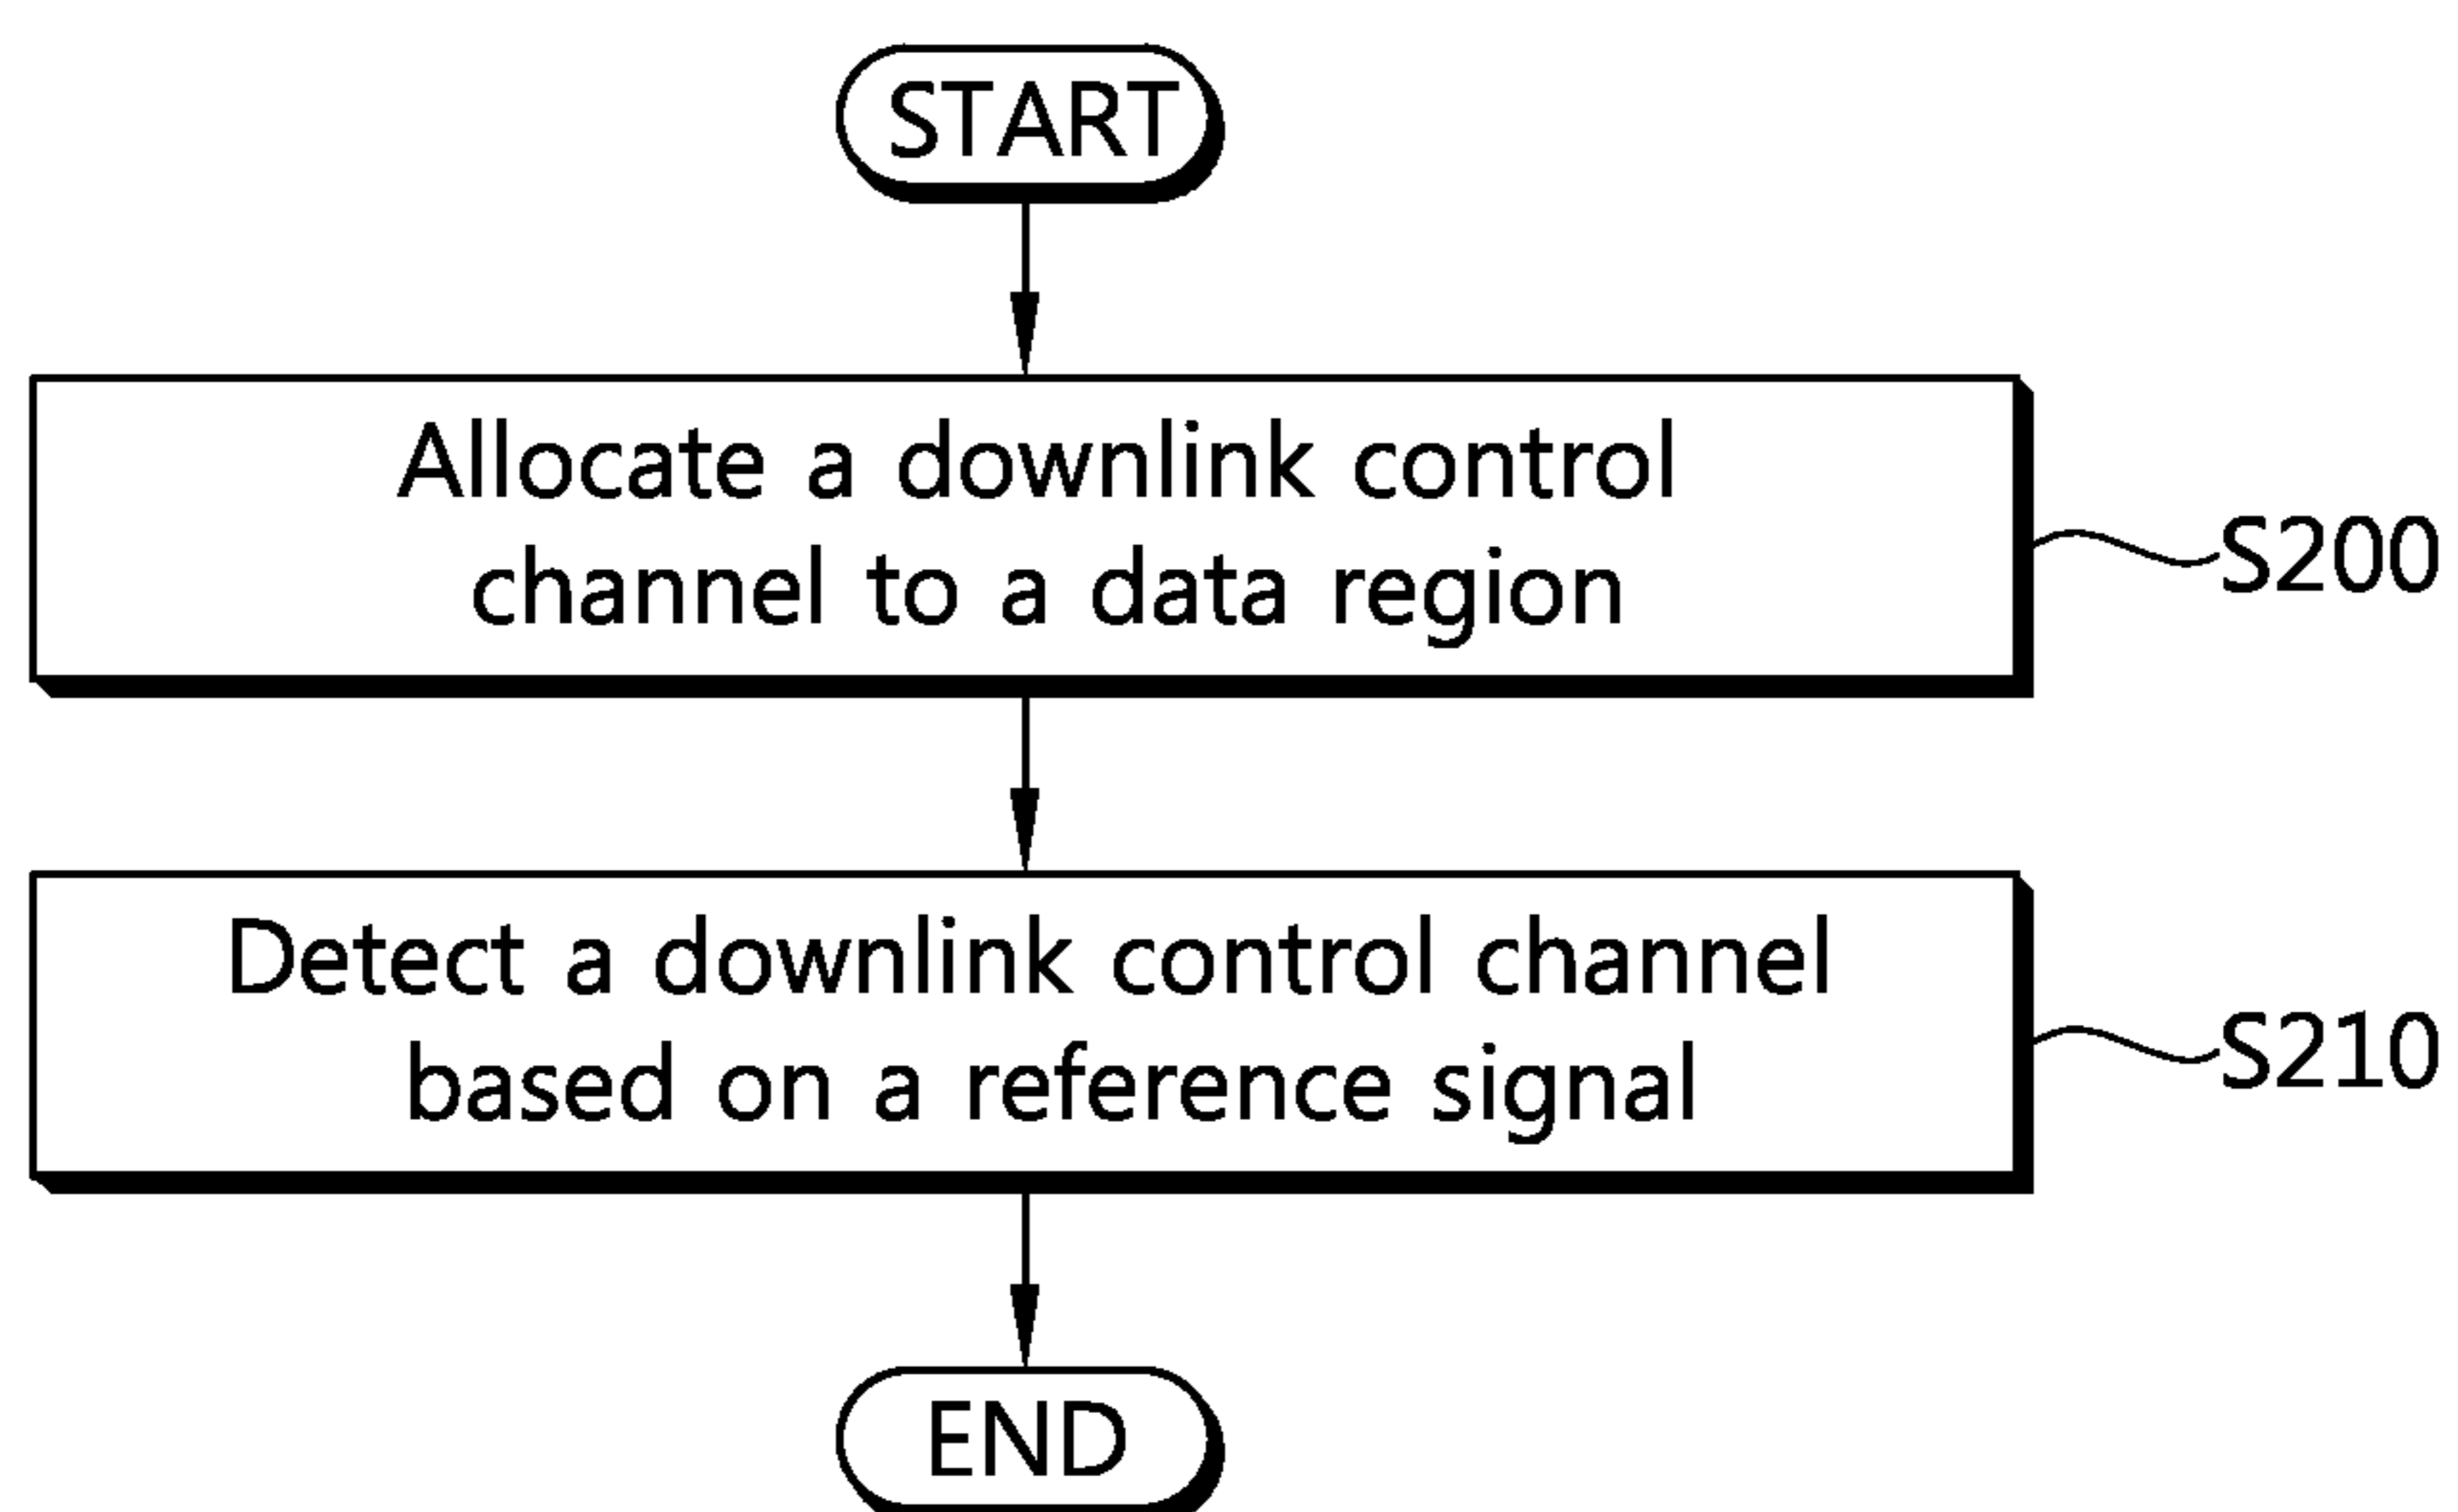 START
Allocate a downlink control
channel to a data region
S200
Detect a downlink control channel
based on a reference signal
S210
END